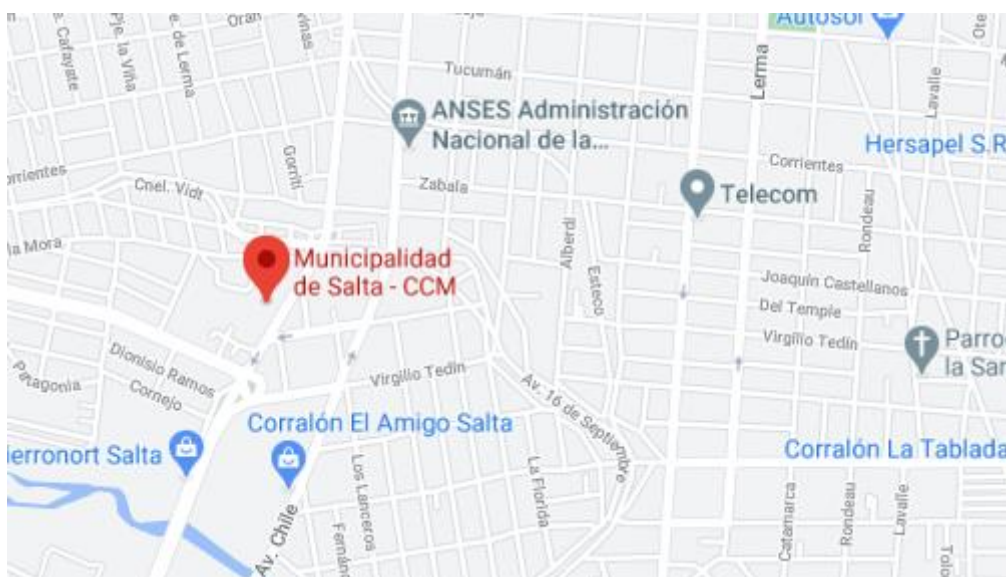 Oran
Autosol
Pje. la Viña
e. de Lerma
a. Cafayate
Tucumán
Lerma
Lavalle
ANSES Administración
Nacional de la...
Hersapel S.R
Corrientes
Gorriti
Cnel. Vidt
Zabala
Telecom
Rondeau
la Mora
Alberdi
Esteco
Municipalidad
de Salta - CCM
Joaquín Castellanos
Del Temple
Virgilio Tedín
Parro
la Sar
Dionisio Ramos
Cornejo
Patagonia
Virgilio Tedín
Av. 16 de Septiembre
Corralón El Amigo Salta
ierronort Salta
Corralón La Tablada
Los Lanceros
La Florida
Catamarca
Rondeau
Lavalle
Av. Chile
Fernán